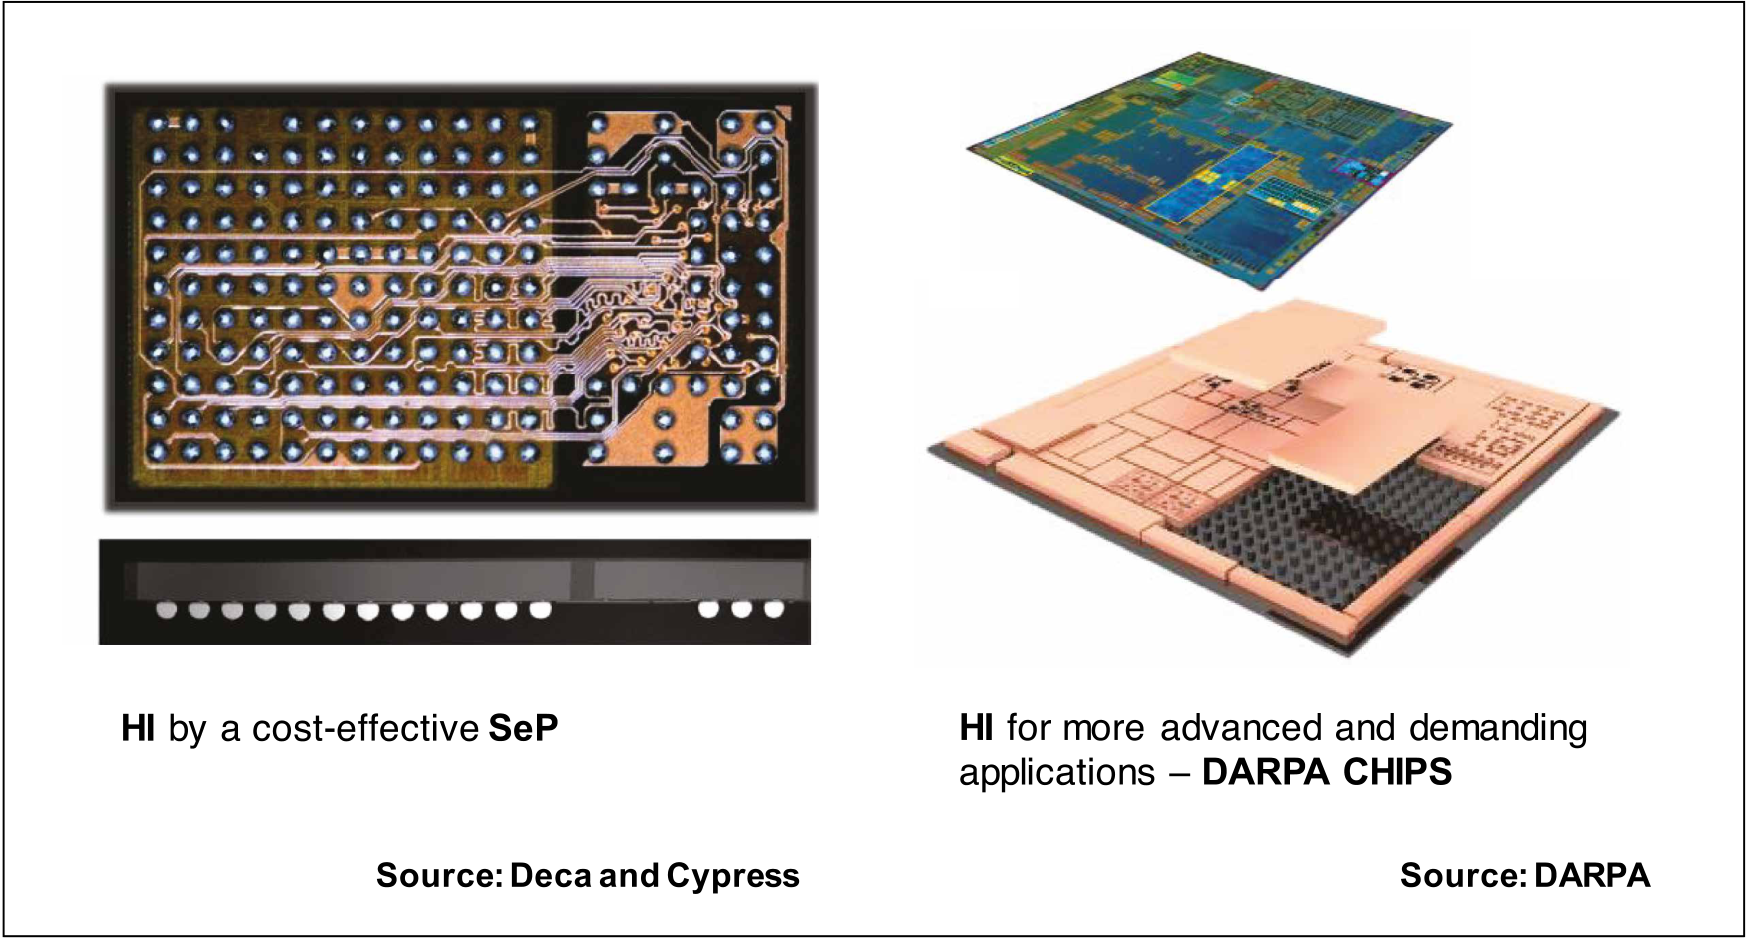 HI by a cost-effective SeP
HI for more advanced and demanding
applications – DARPA CHIPS
Source: Deca and Cypress
Source: DARPA